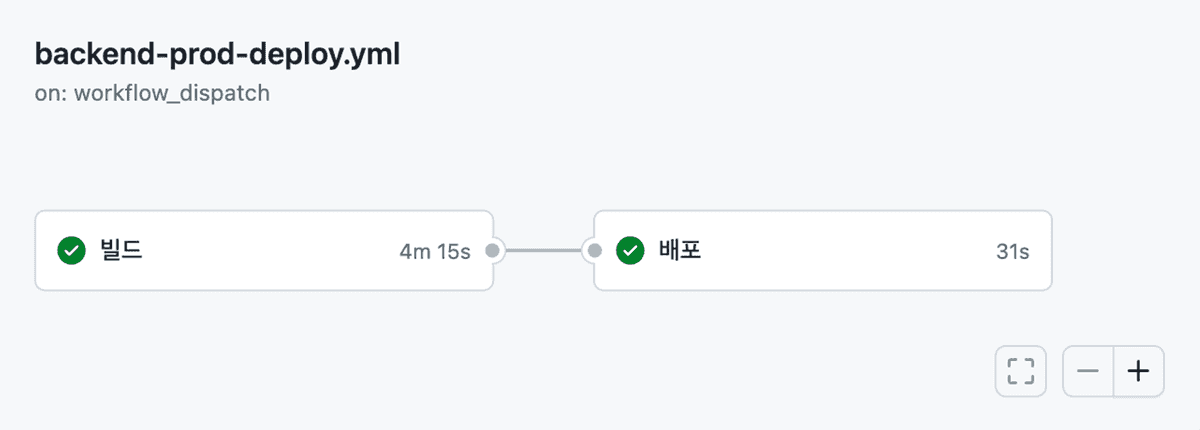 backend-prod-deploy.yml
on: workflow_dispatch
빌드 4m 15s
배포 31s